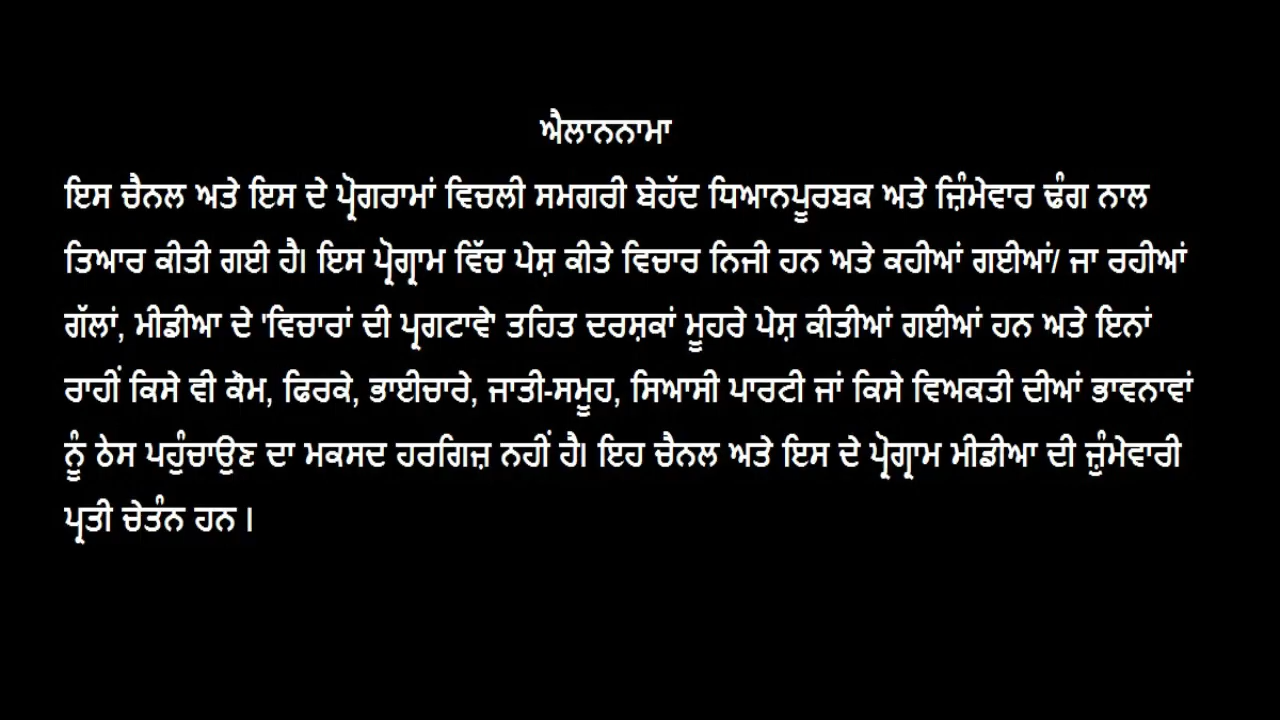 ਐਲਾਨਨਾਮਾ
ਇਸ ਚੈਨਲ ਅਤੇ ਇਸ ਦੇ ਪ੍ਰੋਗਰਾਮਾਂ ਵਿਚਲੀ ਸਮਗਰੀ ਬੇਹੱਦ ਧਿਆਨਪੂਰਬਕ ਅਤੇ ਜ਼ਿੰਮੇਵਾਰ ਢੰਗ ਨਾਲ
ਤਿਆਰ ਕੀਤੀ ਗਈ ਹੈ। ਇਸ ਪ੍ਰੋਗ੍ਰਾਮ ਵਿੱਚ ਪੇਸ਼ ਕੀਤੇ ਵਿਚਾਰ ਨਿਜੀ ਹਨ ਅਤੇ ਕਹੀਆਂ ਗਈਆਂ/ ਜਾ ਰਹੀਆਂ
ਗੱਲਾਂ, ਮੀਡੀਆ ਦੇ 'ਵਿਚਾਰਾਂ ਦੀ ਪ੍ਰਗਟਾਵੇ' ਤਹਿਤ ਦਰਸ਼ਕਾਂ ਮੂਹਰੇ ਪੇਸ਼ ਕੀਤੀਆਂ ਗਈਆਂ ਹਨ ਅਤੇ ਇਨਾਂ
ਰਾਹੀਂ ਕਿਸੇ ਵੀ ਕੌਮ, ਫਿਰਕੇ, ਭਾਈਚਾਰੇ, ਜਾਤੀ-ਸਮੂਹ, ਸਿਆਸੀ ਪਾਰਟੀ ਜਾਂ ਕਿਸੇ ਵਿਅਕਤੀ ਦੀਆਂ ਭਾਵਨਾਵਾਂ
ਨੂੰ ਠੇਸ ਪਹੁੰਚਾਉਣ ਦਾ ਮਕਸਦ ਹਰਗਿਜ਼ ਨਹੀਂ ਹੈ। ਇਹ ਚੈਨਲ ਅਤੇ ਇਸ ਦੇ ਪ੍ਰੋਗ੍ਰਾਮ ਮੀਡੀਆ ਦੀ ਜ਼ੁੰਮੇਵਾਰੀ
ਪ੍ਰਤੀ ਚੇਤੰਨ ਹਨ।